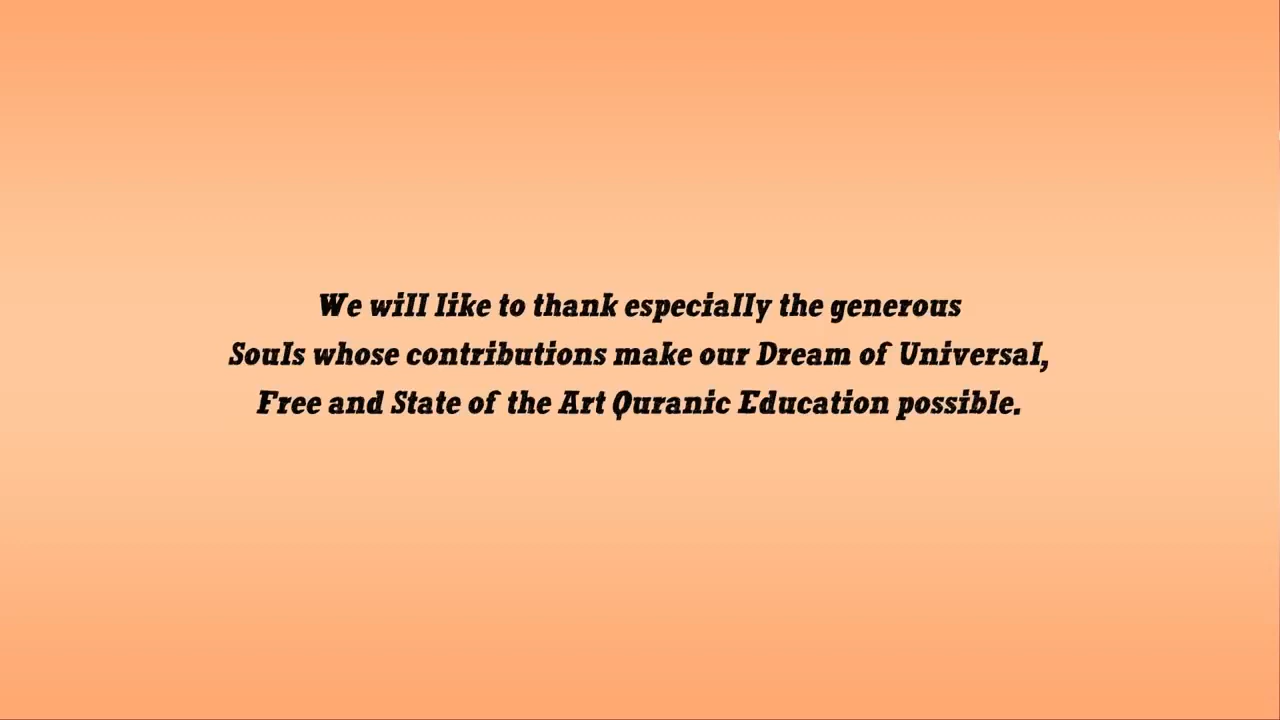 We will like to thank especially the generous
Souls whose contributions make our Dream of Universal,
Free and State of the Art Quranic Education possible.